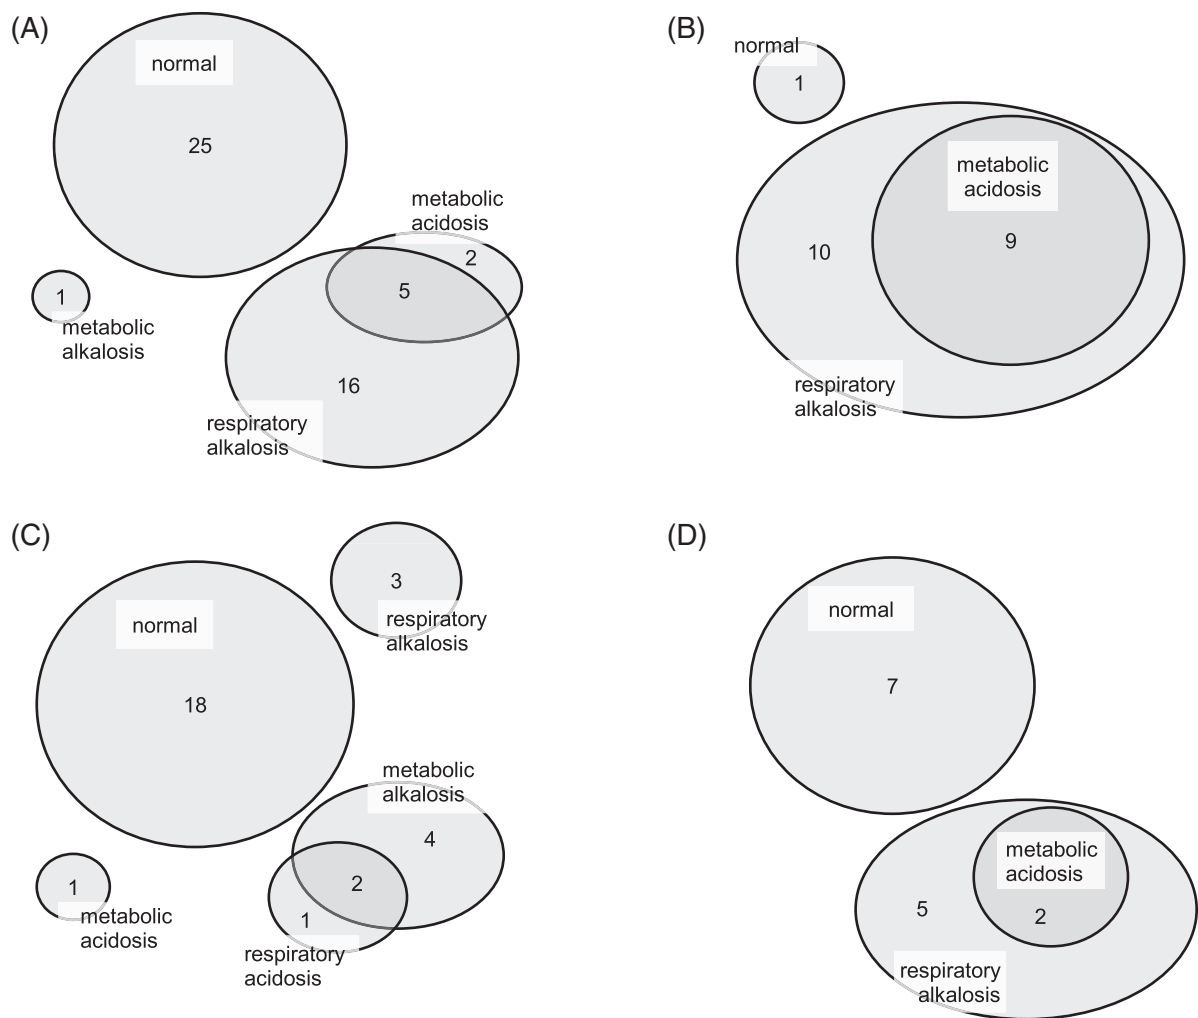 (A)
normal
25
metabolic
acidosis
2
5
1
metabolic
alkalosis
16
respiratory
alkalosis
(B)
normal
1
metabolic
acidosis
10
9
respiratory
alkalosis
(C)
3
respiratory
alkalosis
normal
18
metabolic
alkalosis
4
2
1
1
metabolic
acidosis
respiratory
acidosis
(D)
normal
7
metabolic
acidosis
5
2
respiratory
alkalosis